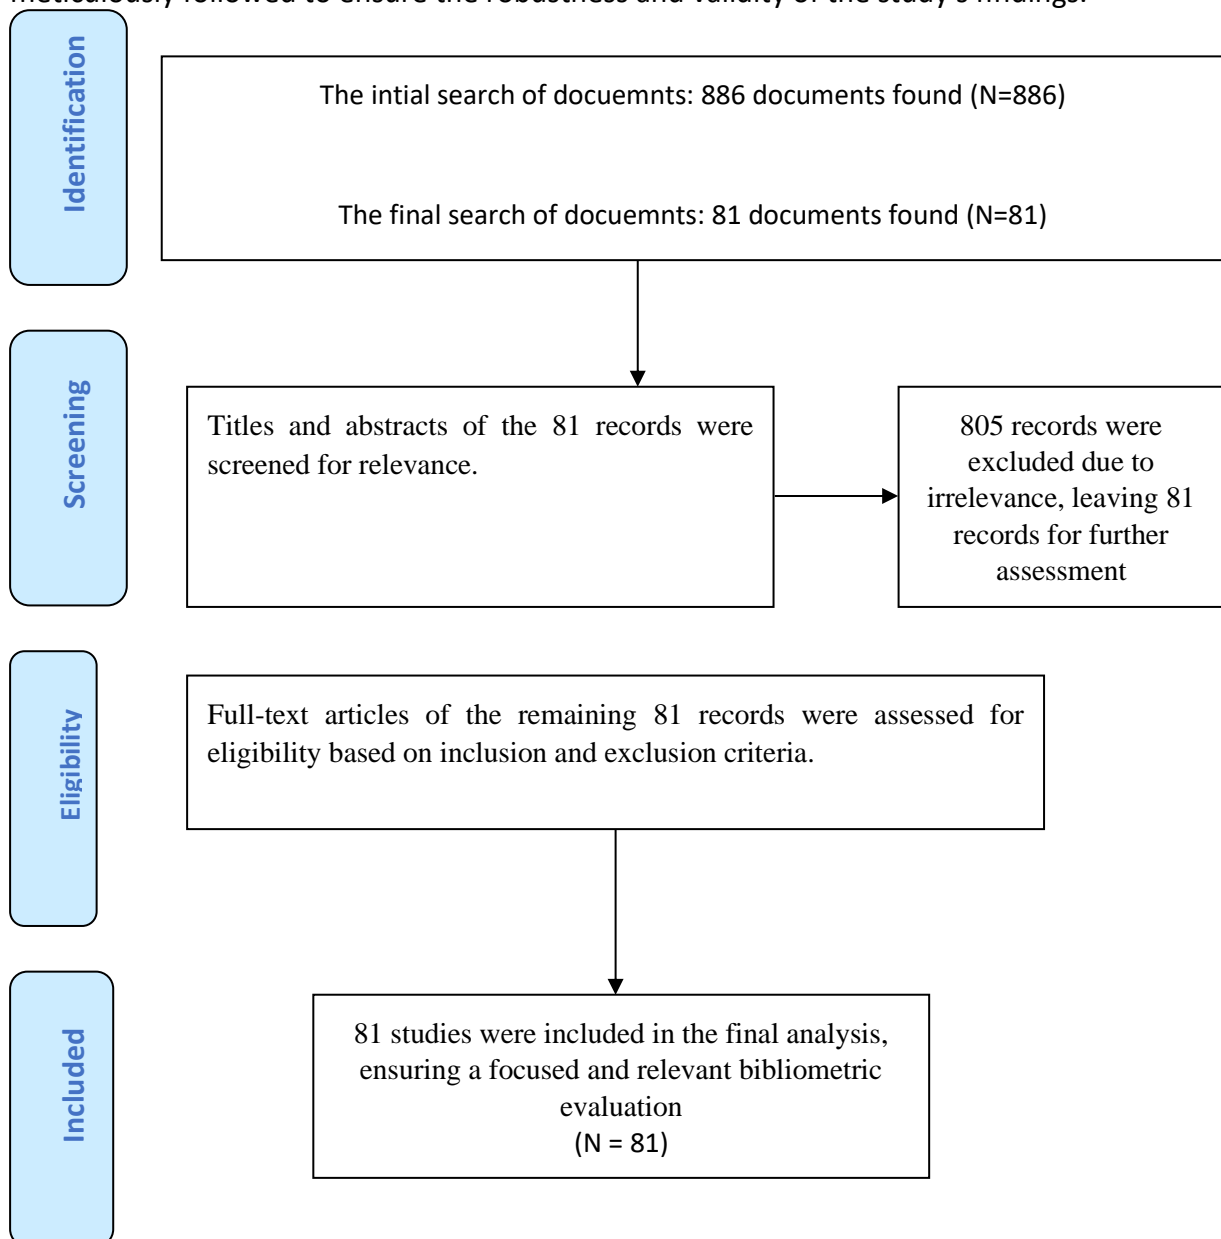 meticulously followed to ensure the robustness and validity of the study's findings.
Identification
The intial search of docuemnts: 886 documents found (N=886)
The final search of docuemnts: 81 documents found (N=81)
Screening
Titles and abstracts of the 81 records were
screened for relevance.
805 records were
excluded due to
irrelevance, leaving 81
records for further
assessment
Eligibility
Full-text articles of the remaining 81 records were assessed for
eligibility based on inclusion and exclusion criteria.
Included
81 studies were included in the final analysis,
ensuring a focused and relevant bibliometric
evaluation
(N = 81)